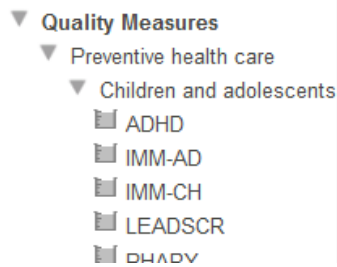 Quality Measures
Preventive health care
Children and adolescents
ADHD
IMM-AD
IMM-CH
LEADSCR